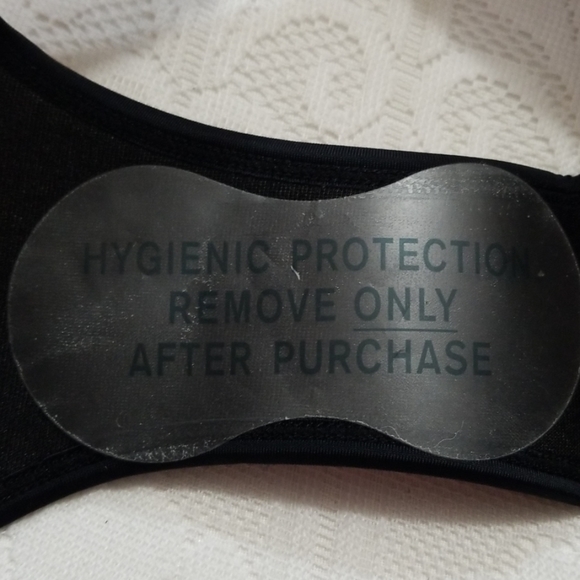 HYGIENIC PROTECTION
REMOVE ONLY
AFTER PURCHASE